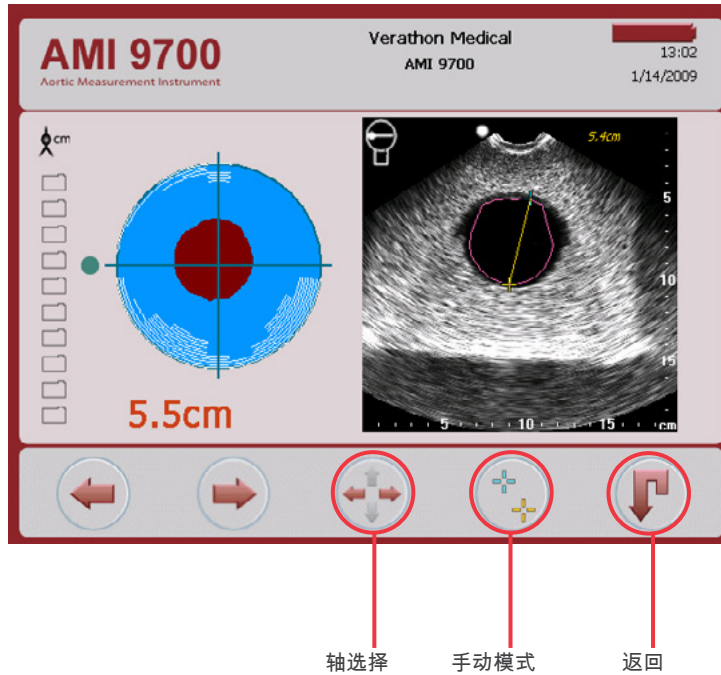 AMI 9700
Aortic Measurement Instrument
Verathon Medical
AMI 9700
13:02
1/14/2009
cm
5.5cm
5.4cm
5
10
15
5
10
15
cm
轴选择
手动模式
返回